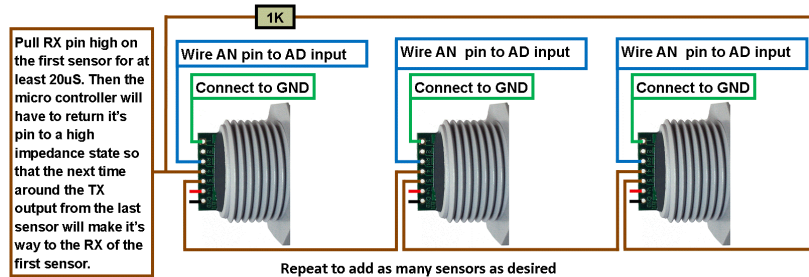 1K
Pull RX pin high on
the first sensor for at
least 20uS. Then the
micro controller will
have to return it's
pin to a high
impedance state so
that the next time
around the TX
output from the last
sensor will make it's
way to the RX of the
first sensor.
Wire AN pin to AD input
Connect to GND
Wire AN pin to AD input
Connect to GND
Wire AN pin to AD input
Connect to GND
Repeat to add as many sensors as desired